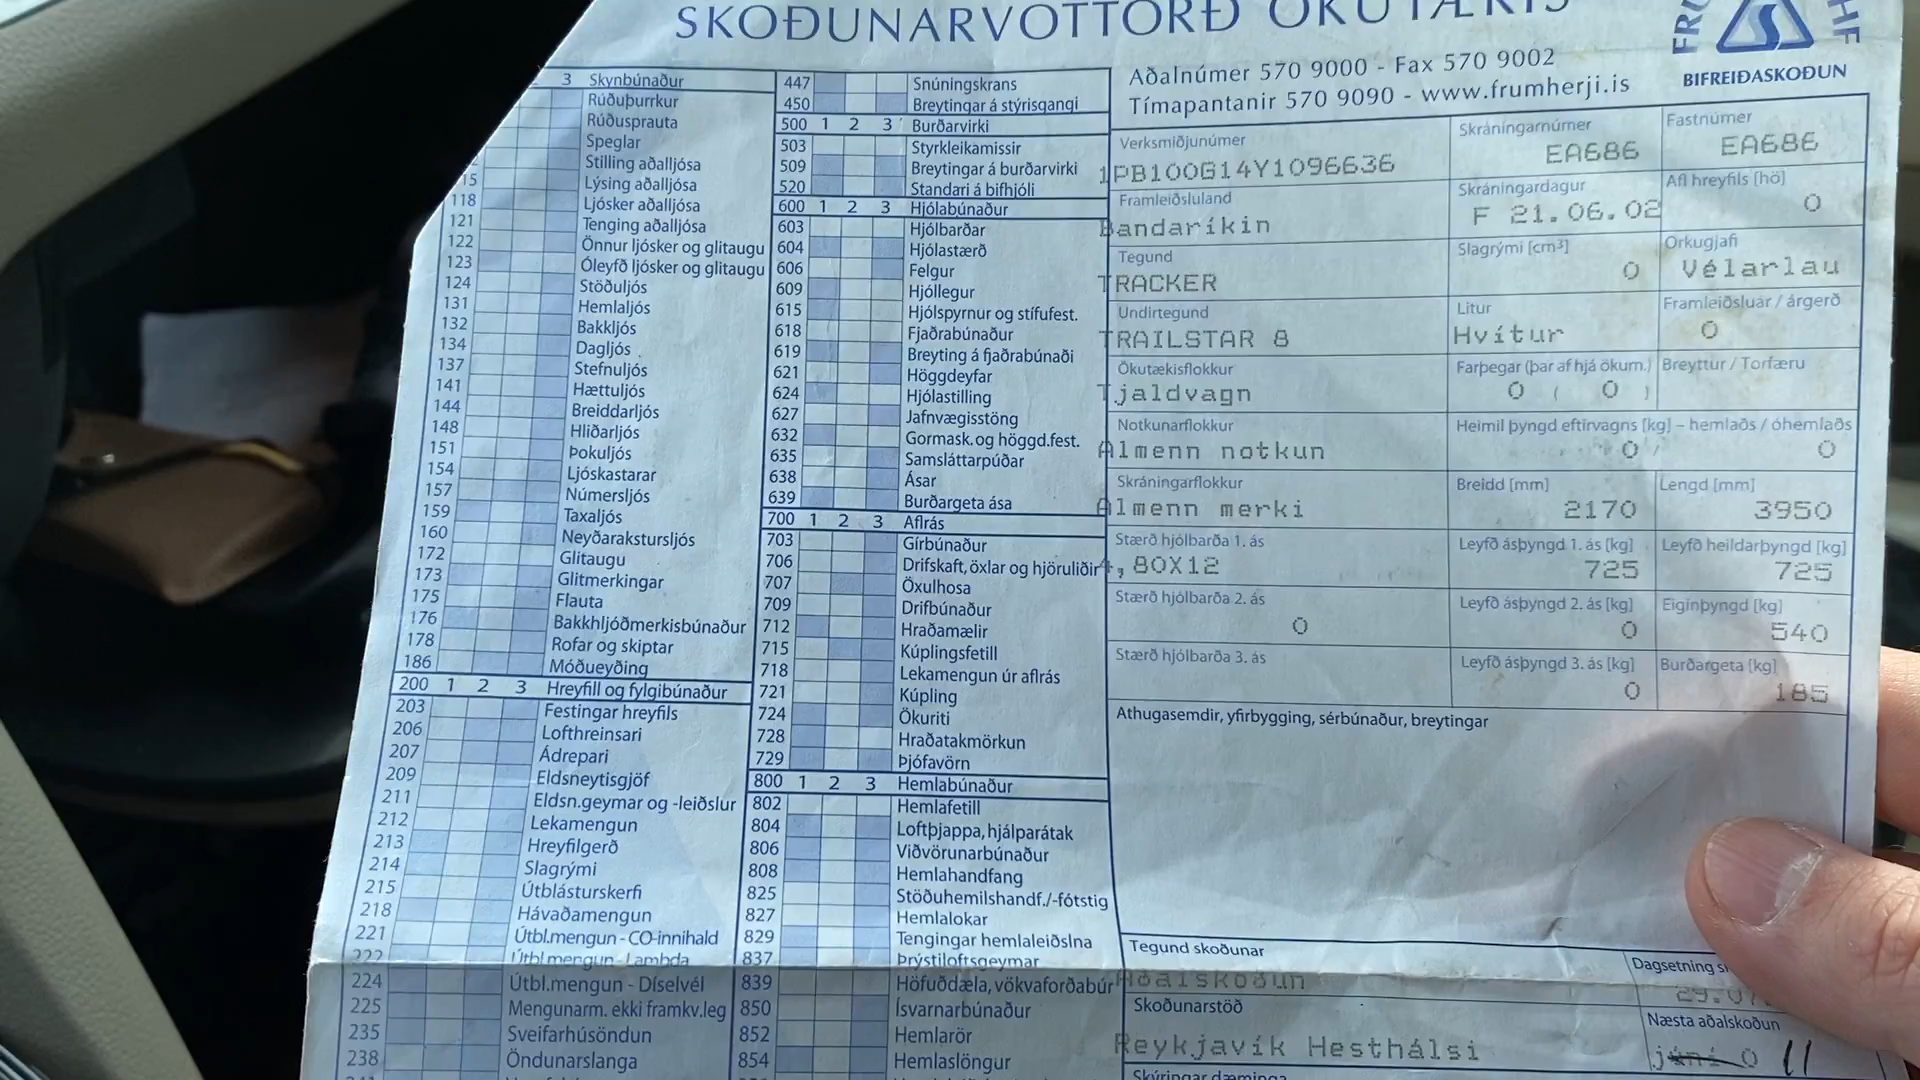 SKOÐUNARVOTTORÐ ÖKUTÆKIS
HF
BIFREIÐASKOÐUN
Aðalnúmer 570 9000 - Fax 570 9002
Tímapantanir 570 9090 - www.frumherji.is
3 Skynbúnaður
Rúðuþurrkur
Rúðusprauta
Speglar
Stilling aðalljósa
15 Lýsing aðalljósa
118 Ljósker aðalljósa
121 Tenging aðalljósa
122 Önnur ljósker og glitaugu
123 Óleyfð ljósker og glitaugu
124 Stöðuljós
131 Hemlaljós
132 Bakkljós
134 Dagljós
137 Stefnuljós
141 Hættuljós
144 Breiddarljós
148 Hliðarljós
151 Þokuljós
154 Ljóskastarar
157 Númersljós
159 Taxaljós
160 Neyðarakstursljós
172 Glitaugu
173 Glitmerkingar
175 Flauta
176 Bakkhljóðmerkisbúnaður
178 Rofar og skiptar
186 Móðueyðing
200 1 2 3 Hreyfill og fylgibúnaður
203 Festingar hreyfils
206 Lofthreinsari
207 Ádrepari
209 Eldsneytisgjöf
211 Eldsn.geymar og -leiðslur
212 Lekamengun
213 Hreyfilgerð
214 Slagrými
215 Útblásturskerfi
218 Hávaðamengun
221 Útbl.mengun - CO-innihald
222 Útbl.mengun - Lambda
224 Útbl.mengun - Díselvél
225 Mengunarm. ekki framkv.leg
235 Sveifarhúsöndun
238 Öndunarslanga
447 Snúningskrans
450 Breytingar á stýrisgangi
500 1 2 3 Burðarvirki
503 Styrkleikamissir
509 Breytingar á burðarvirki
520 Standari á bifhjóli
600 1 2 3 Hjólabúnaður
603 Hjólbarðar
604 Hjólastærð
606 Felgur
609 Hjóllegur
615 Hjólspyrnur og stífufest.
618 Fjaðrabúnaður
619 Breyting á fjaðrabúnaði
621 Höggdeyfar
624 Hjólastilling
627 Jafnvægisstöng
632 Gormask. og höggd.fest.
635 Samsláttarpúðar
638 Ásar
639 Burðargeta ása
700 1 2 3 Aflrás
703 Gírbúnaður
706 Drifskaft, öxlar og hjöruliðir
707 Öxulhosa
709 Drifbúnaður
712 Hraðamælir
715 Kúplingsfetill
718 Lekamengun úr aflrás
721 Kúpling
724 Ökuriti
728 Hraðatakmörkun
729 Þjófavörn
800 1 2 3 Hemlabúnaður
802 Hemlafetill
804 Loftþjappa, hjálparátak
806 Viðvörunarbúnaður
808 Hemlahandfang
825 Stöðuhemilshandf./-fótstig
827 Hemlalokar
829 Tengingar hemlaleiðslna
837 Þrýstiloftsgeymar
839 Höfuðdæla, vökvaforðabúr
850 Ísvarnarbúnaður
852 Hemlarör
854 Hemlaslöngur
Verksmiðjunúmer
1PB100G14Y1096636
Skráningarnúmer
EA686
Fastnúmer
EA686
Framleiðsluland
Bandaríkin
Skráningardagur
F 21.06.02
Afl hreyfils [hö]
0
Tegund
TRACKER
Slagrými [cm³]
0
Orkugjafi
Vélarlau
Undirtegund
TRAILSTAR 8
Litur
Hvítur
Framleiðsluár / árgerð
0
Ökutækisflokkur
Tjaldvagn
Farþegar (þar af hjá ökum.)
0 ( 0 )
Breyttur / Torfæru
Notkunarflokkur
Almenn notkun
Heimil þyngd eftirvagns [kg] – hemlaðs / óhemlaðs
0 / 0
Skráningarflokkur
Almenn merki
Breidd [mm]
2170
Lengd [mm]
3950
Stærð hjólbarða 1. ás
4,80X12
Leyfð ásþyngd 1. ás [kg]
725
Leyfð heildarþyngd [kg]
725
Stærð hjólbarða 2. ás
0
Leyfð ásþyngd 2. ás [kg]
0
Eiginþyngd [kg]
540
Stærð hjólbarða 3. ás
Leyfð ásþyngd 3. ás [kg]
0
Burðargeta [kg]
185
Athugasemdir, yfirbygging, sérbúnaður, breytingar
Tegund skoðunar
Aðalskoðun
Dagsetning
Skoðunarstöð
Reykjavík Hesthálsi
Næsta aðalskoðun
júní 0 11